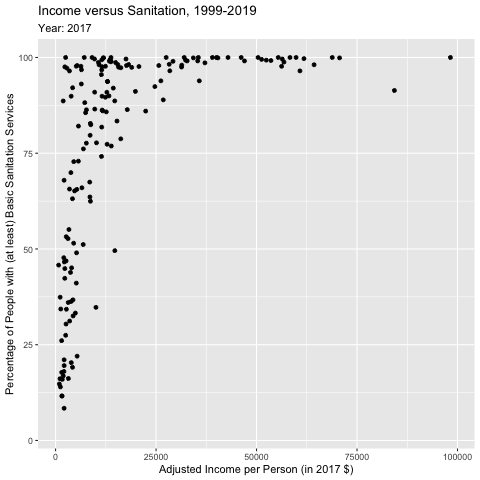 Income versus Sanitation, 1999-2019
Year: 2017
Percentage of People with (at least) Basic Sanitation Services
100
75
50
25
0
0 25000 50000 75000 100000
Adjusted Income per Person (in 2017 $)